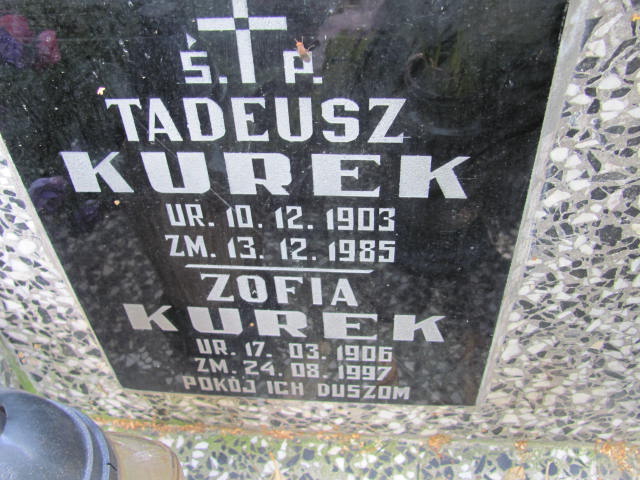 Ś. P.
TADEUSZ
KUREK
UR. 10. 12. 1903
ZM. 13. 12. 1985
ZOFIA
KUREK
UR. 17. 03. 1906
ZM. 24. 08. 1997
POKÓJ ICH DUSZOM